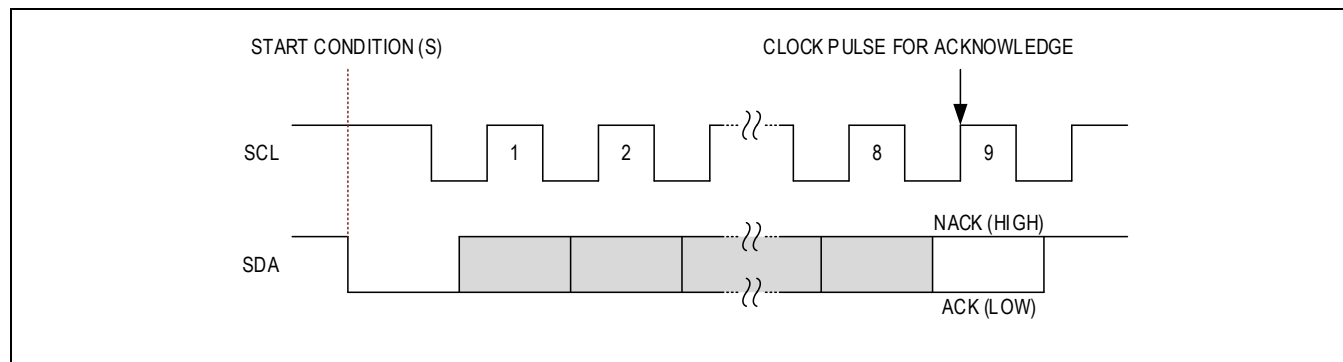 START CONDITION (S)
CLOCK PULSE FOR ACKNOWLEDGE
SCL
1
2
8
9
NACK (HIGH)
SDA
ACK (LOW)